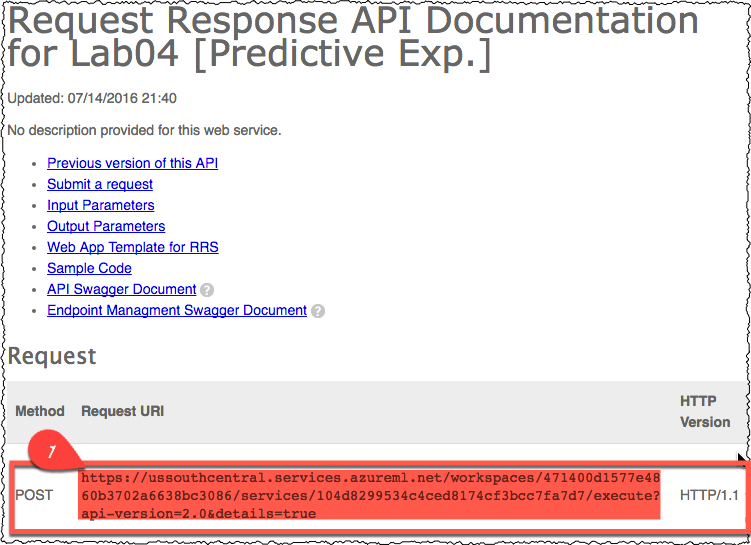 Request Response API Documentation
for Lab04 [Predictive Exp.]
Updated: 07/14/2016 21:40
No description provided for this web service.
Previous version of this API
Submit a request
Input Parameters
Output Parameters
Web App Template for RRS
Sample Code
API Swagger Document ?
Endpoint Managment Swagger Document ?
Request
Method Request URI HTTP
Version
1
POST https://ussouthcentral.services.azureml.net/workspaces/471400d1577e48
60b3702a6638bc3086/services/104d8299534c4ced8174cf3bcc7fa7d7/execute?
api-version=2.0&details=true HTTP/1.1